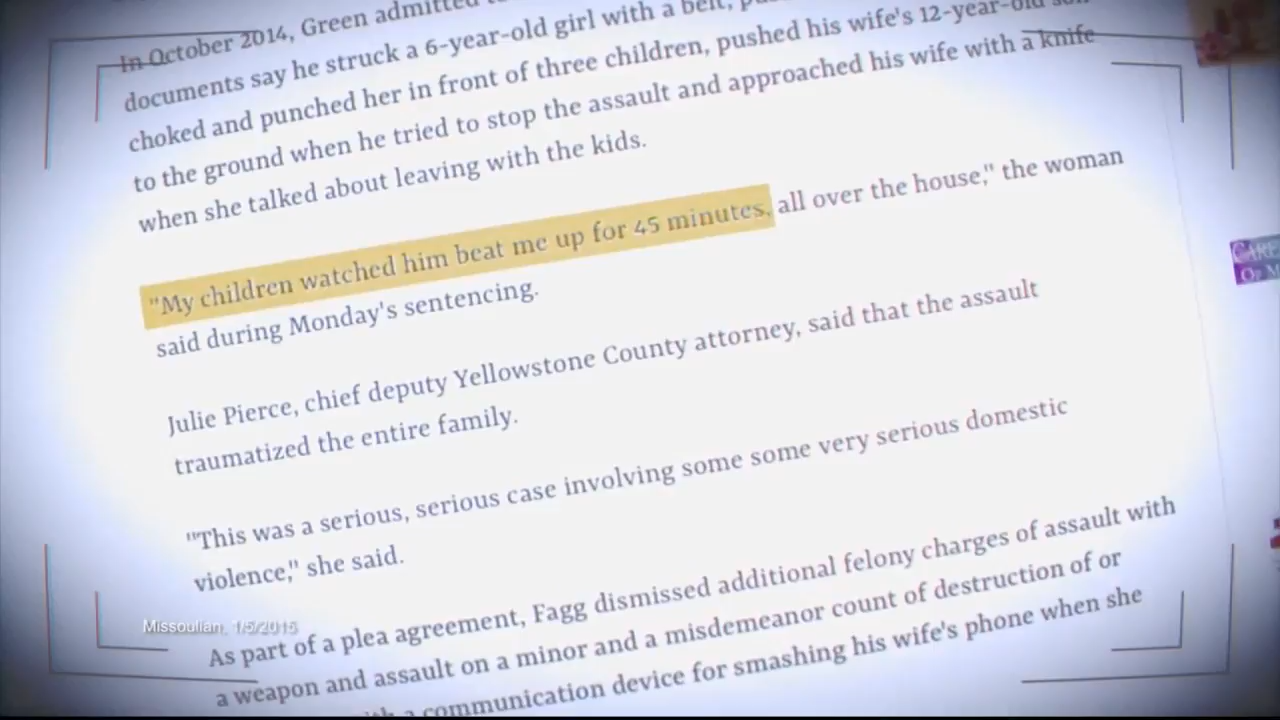 In October 2014, Green admitted
documents say he struck a 6-year-old girl with a belt,
choked and punched her in front of three children, pushed his wife's 12-year-old son
to the ground when he tried to stop the assault and approached his wife with a knife
when she talked about leaving with the kids.
"My children watched him beat me up for 45 minutes, all over the house," the woman
said during Monday's sentencing.
Julie Pierce, chief deputy Yellowstone County attorney, said that the assault
traumatized the entire family.
"This was a serious, serious case involving some some very serious domestic
violence," she said.
As part of a plea agreement, Fagg dismissed additional felony charges of assault with
a weapon and assault on a minor and a misdemeanor count of destruction of or
a communication device for smashing his wife's phone when she
Missoulian, 1/5/2015
CARE
OF M